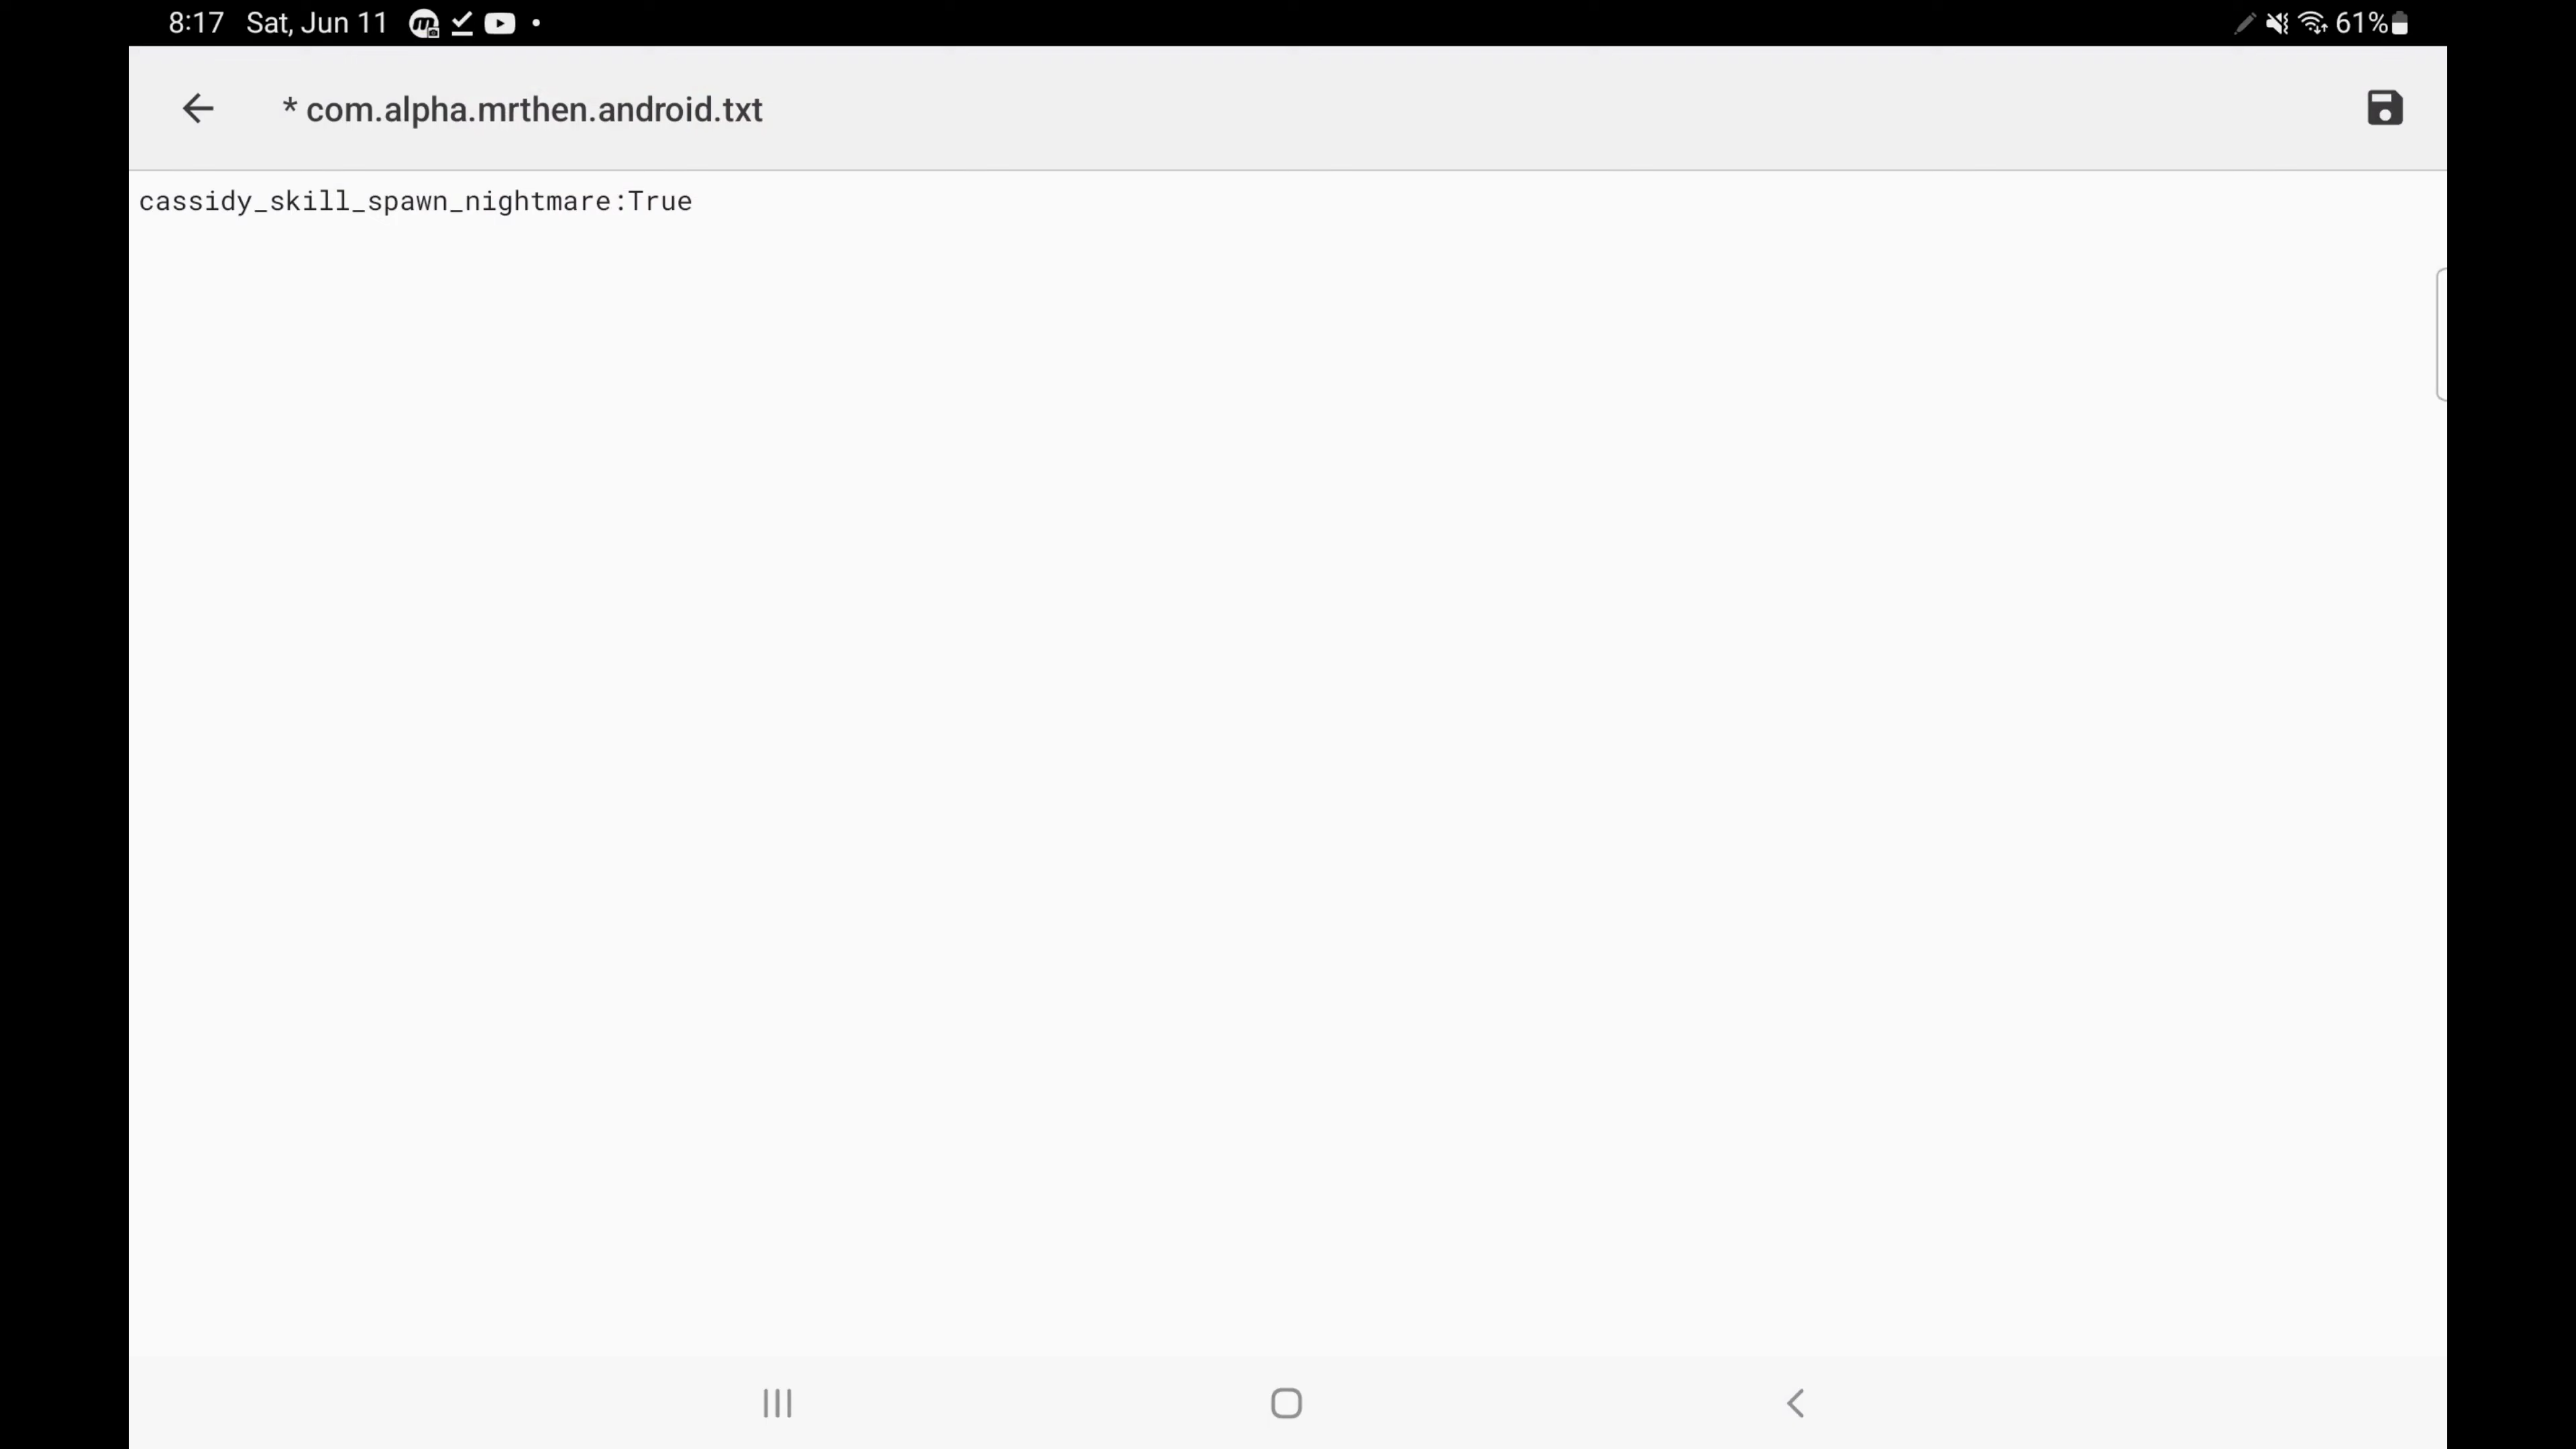 8:17 Sat, Jun 11 61%
* com.alpha.mrthen.android.txt
cassidy_skill_spawn_nightmare:True